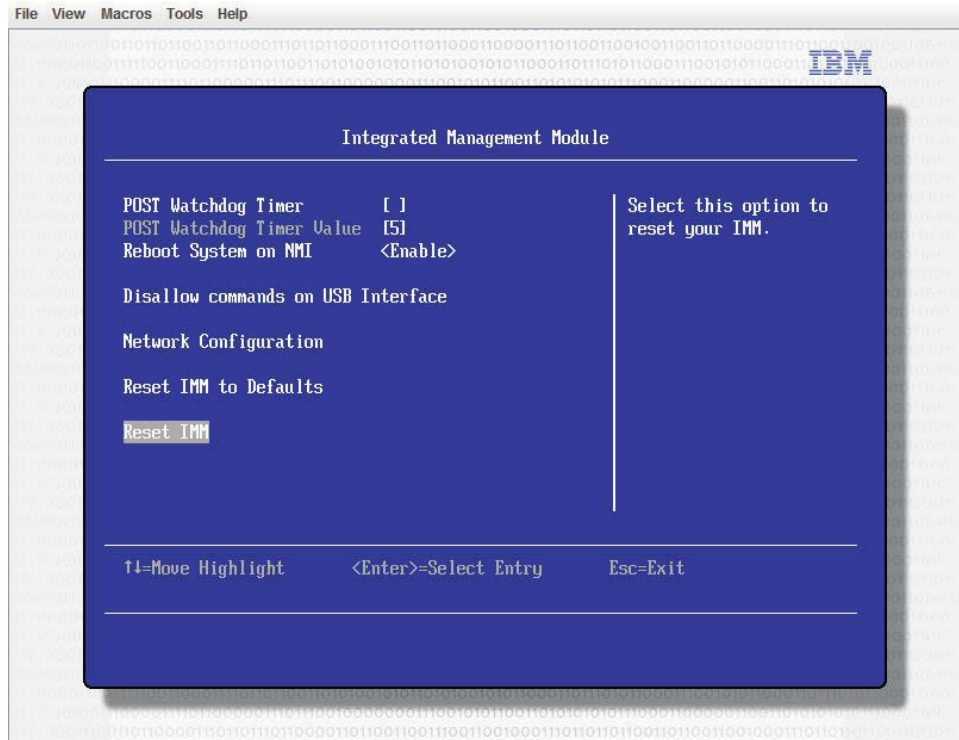 File View Macros Tools Help
IBM
Integrated Management Module
POST Watchdog Timer [ ]
POST Watchdog Timer Value [5]
Reboot System on NMI <Enable>
Disallow commands on USB Interface
Network Configuration
Reset IMM to Defaults
Reset IMM
Select this option to
reset your IMM.
↑↓=Move Highlight <Enter>=Select Entry Esc=Exit